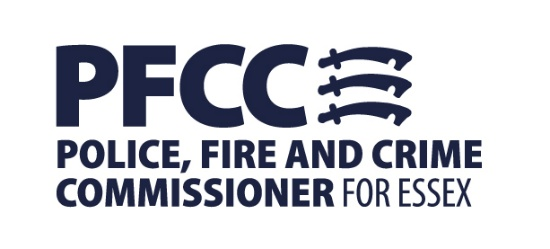 PFCC
POLICE, FIRE AND CRIME
COMMISSIONER FOR ESSEX